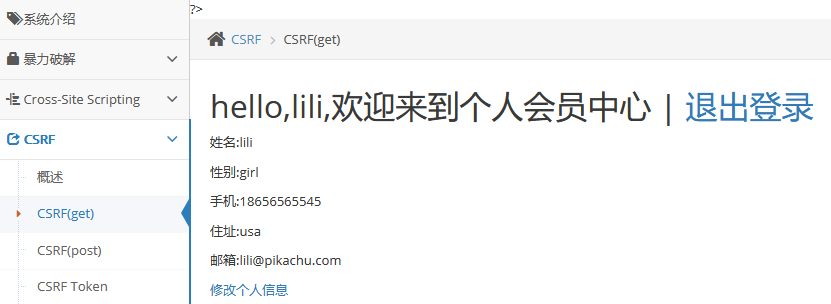 系统介绍
暴力破解
Cross-Site Scripting
CSRF
概述
CSRF(get)
CSRF(post)
CSRF Token
?>
CSRF > CSRF(get)
hello,lili,欢迎来到个人会员中心 | 退出登录
姓名:lili
性别:girl
手机:18656565545
住址:usa
邮箱:lili@pikachu.com
修改个人信息